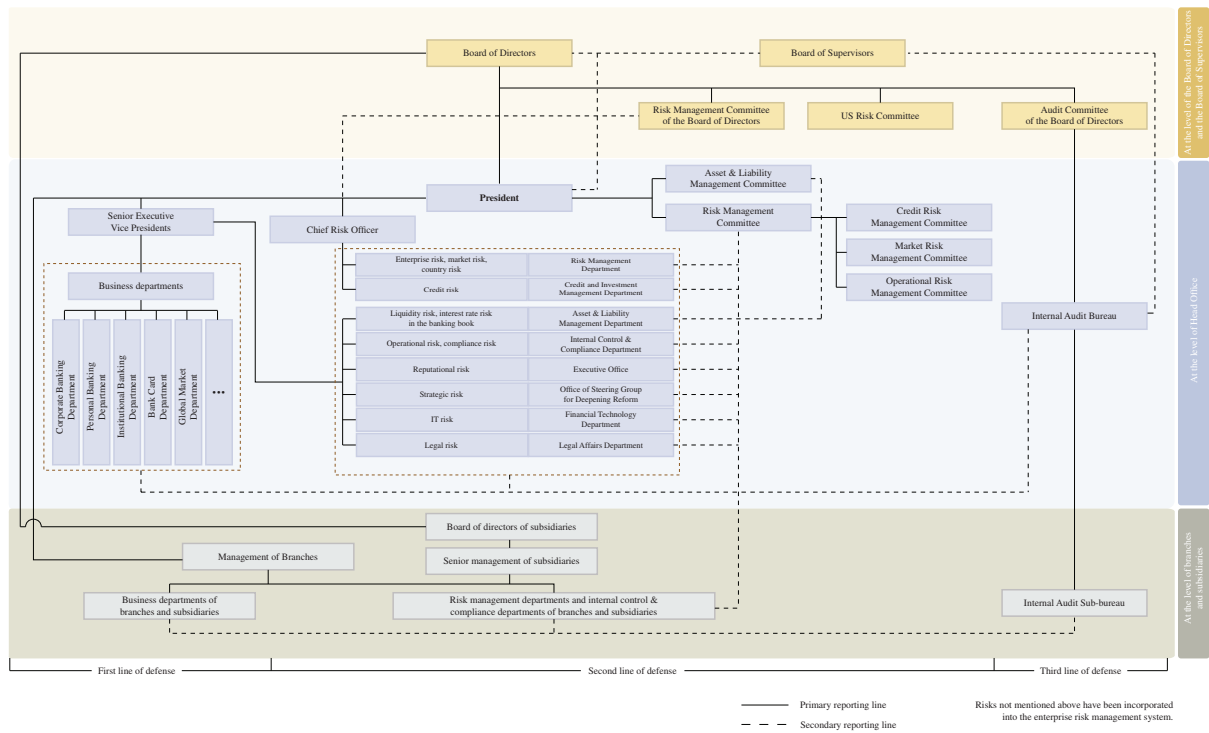 Board of Directors
Board of Supervisors
Risk Management Committee
of the Board of Directors
US Risk Committee
Audit Committee
of the Board of Directors
At the level of the Board of Directors
and the Board of Supervisors
President
Asset & Liability
Management Committee
Risk Management
Committee
Credit Risk
Management Committee
Market Risk
Management Committee
Operational Risk
Management Committee
Senior Executive
Vice Presidents
Chief Risk Officer
Business departments
Corporate Banking
Department
Personal Banking
Department
Institutional Banking
Department
Bank Card
Department
Global Market
Department
...
Enterprise risk, market risk,
country risk
Risk Management
Department
Credit risk
Credit and Investment
Management Department
Liquidity risk, interest rate risk
in the banking book
Asset & Liability
Management Department
Operational risk, compliance risk
Internal Control &
Compliance Department
Reputational risk
Executive Office
Strategic risk
Office of Steering Group
for Deepening Reform
IT risk
Financial Technology
Department
Legal risk
Legal Affairs Department
Internal Audit Bureau
At the level of Head Office
Board of directors of subsidiaries
Management of Branches
Senior management of subsidiaries
Business departments of
branches and subsidiaries
Risk management departments and internal control &
compliance departments of branches and subsidiaries
Internal Audit Sub-bureau
At the level of branches
and subsidiaries
First line of defense
Second line of defense
Third line of defense
Primary reporting line
Secondary reporting line
Risks not mentioned above have been incorporated
into the enterprise risk management system.